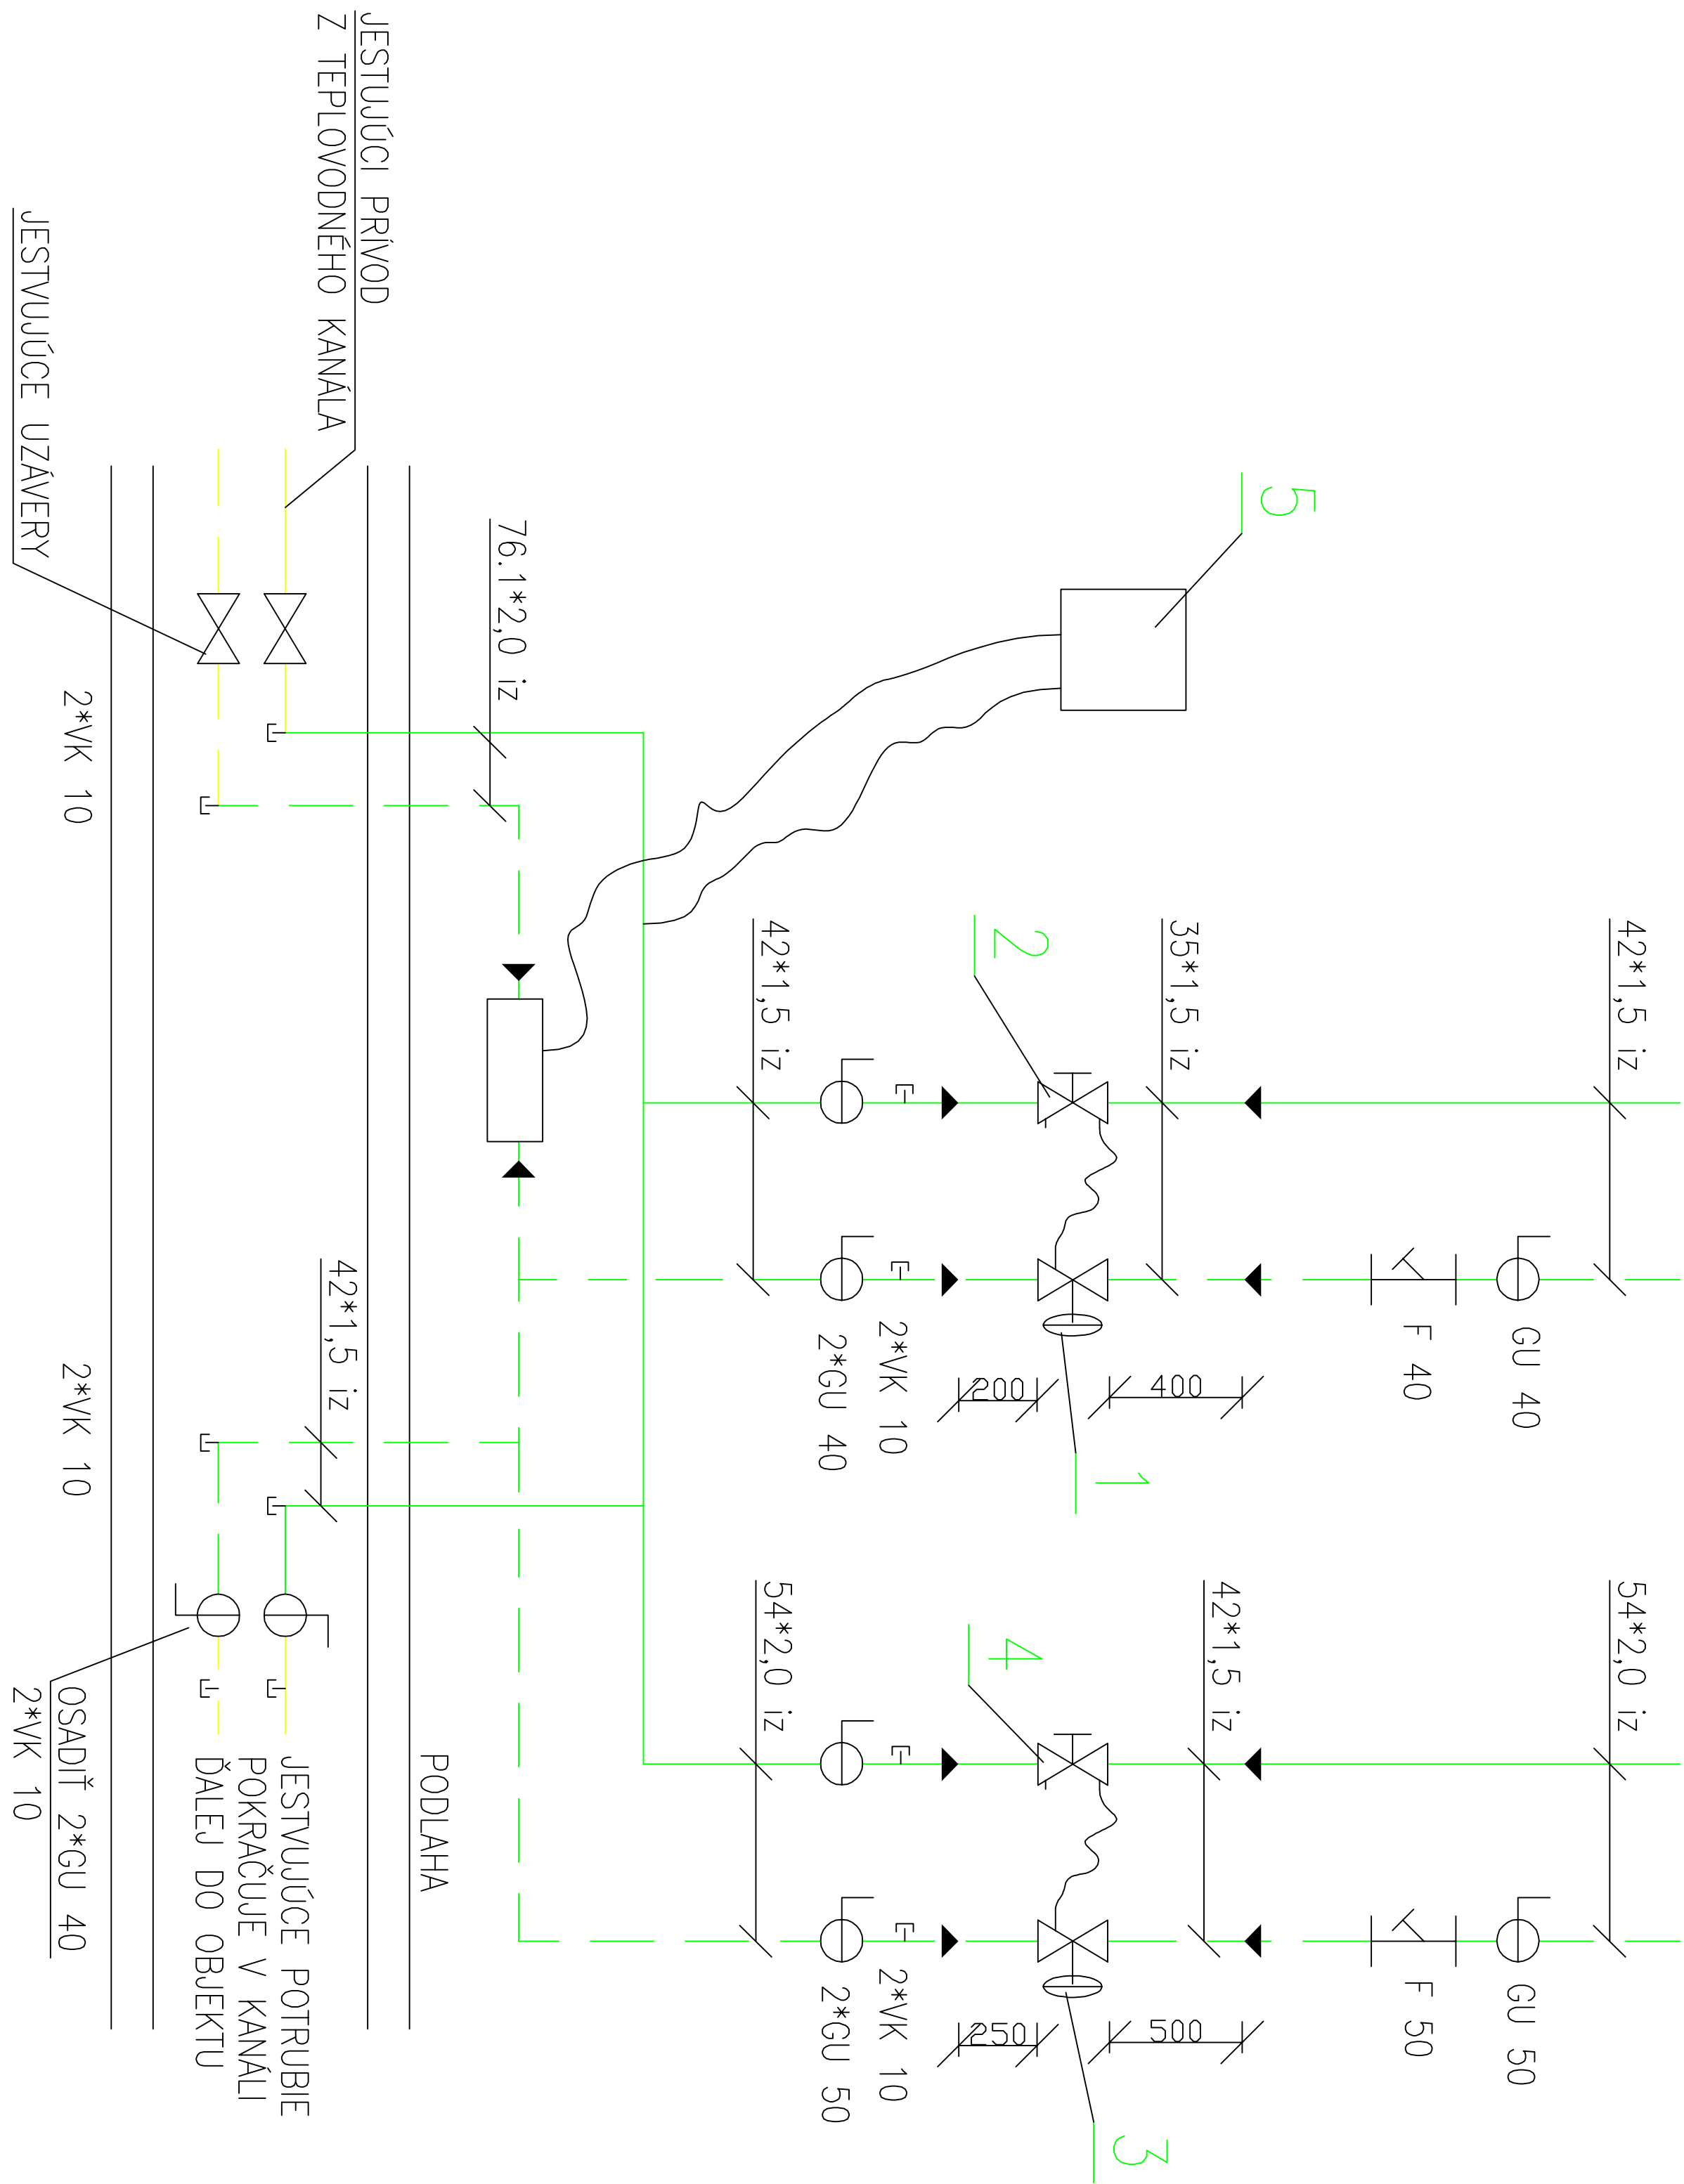 42*1,5 iz
54*2,0 iz
GU 40
GU 50
F 40
F 50
5
35*1,5 iz
42*1,5 iz
400
500
1
3
2
4
200
250
2*VK 10
2*GU 40
2*VK 10
2*GU 50
42*1,5 iz
54*2,0 iz
76.1*2,0 iz
PODLAHA
JESTUJÚCI PRÍVOD
Z TEPLOVODNÉHO KANÁLA
42*1,5 iz
JESTVUJÚCE POTRUBIE
POKRAČUJE V KANÁLI
ĎALEJ DO OBJEKTU
2*VK 10
2*VK 10
OSADIŤ 2*GU 40
2*VK 10
JESTVUJÚCE UZÁVERY